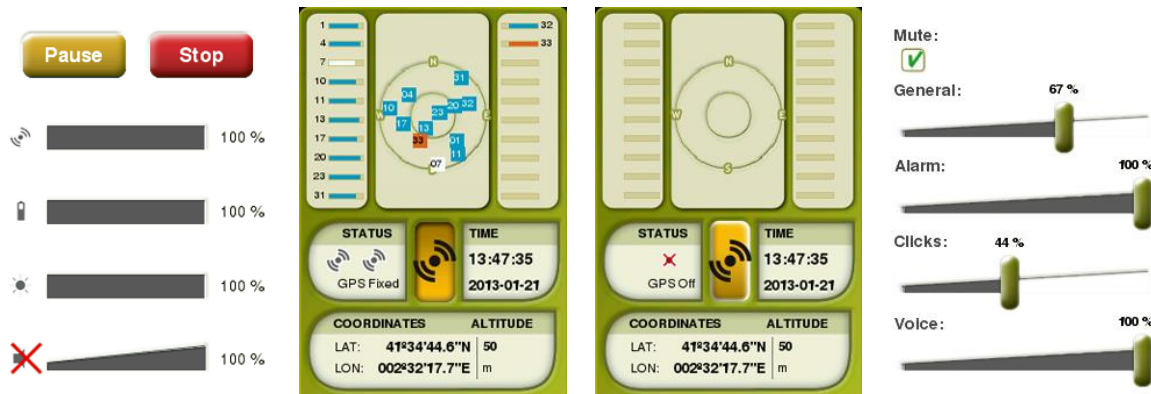 Pause Stop
100 %
100 %
100 %
100 %
1
4
7
10
11
13
17
20
23
31
32
33
N
31
04
10
20 32
23
17
13
33
01
11
07
W
E
STATUS
GPS Fixed
TIME
13:47:35
2013-01-21
COORDINATES ALTITUDE
LAT: 41º34'44.6"N 50
LON: 002º32'17.7"E m
N
W
E
S
STATUS
GPS Off
TIME
13:47:35
2013-01-21
COORDINATES ALTITUDE
LAT: 41º34'44.6"N 50
LON: 002º32'17.7"E m
Mute:
General:
67 %
Alarm:
100 %
Clicks:
44 %
Voice:
100 %